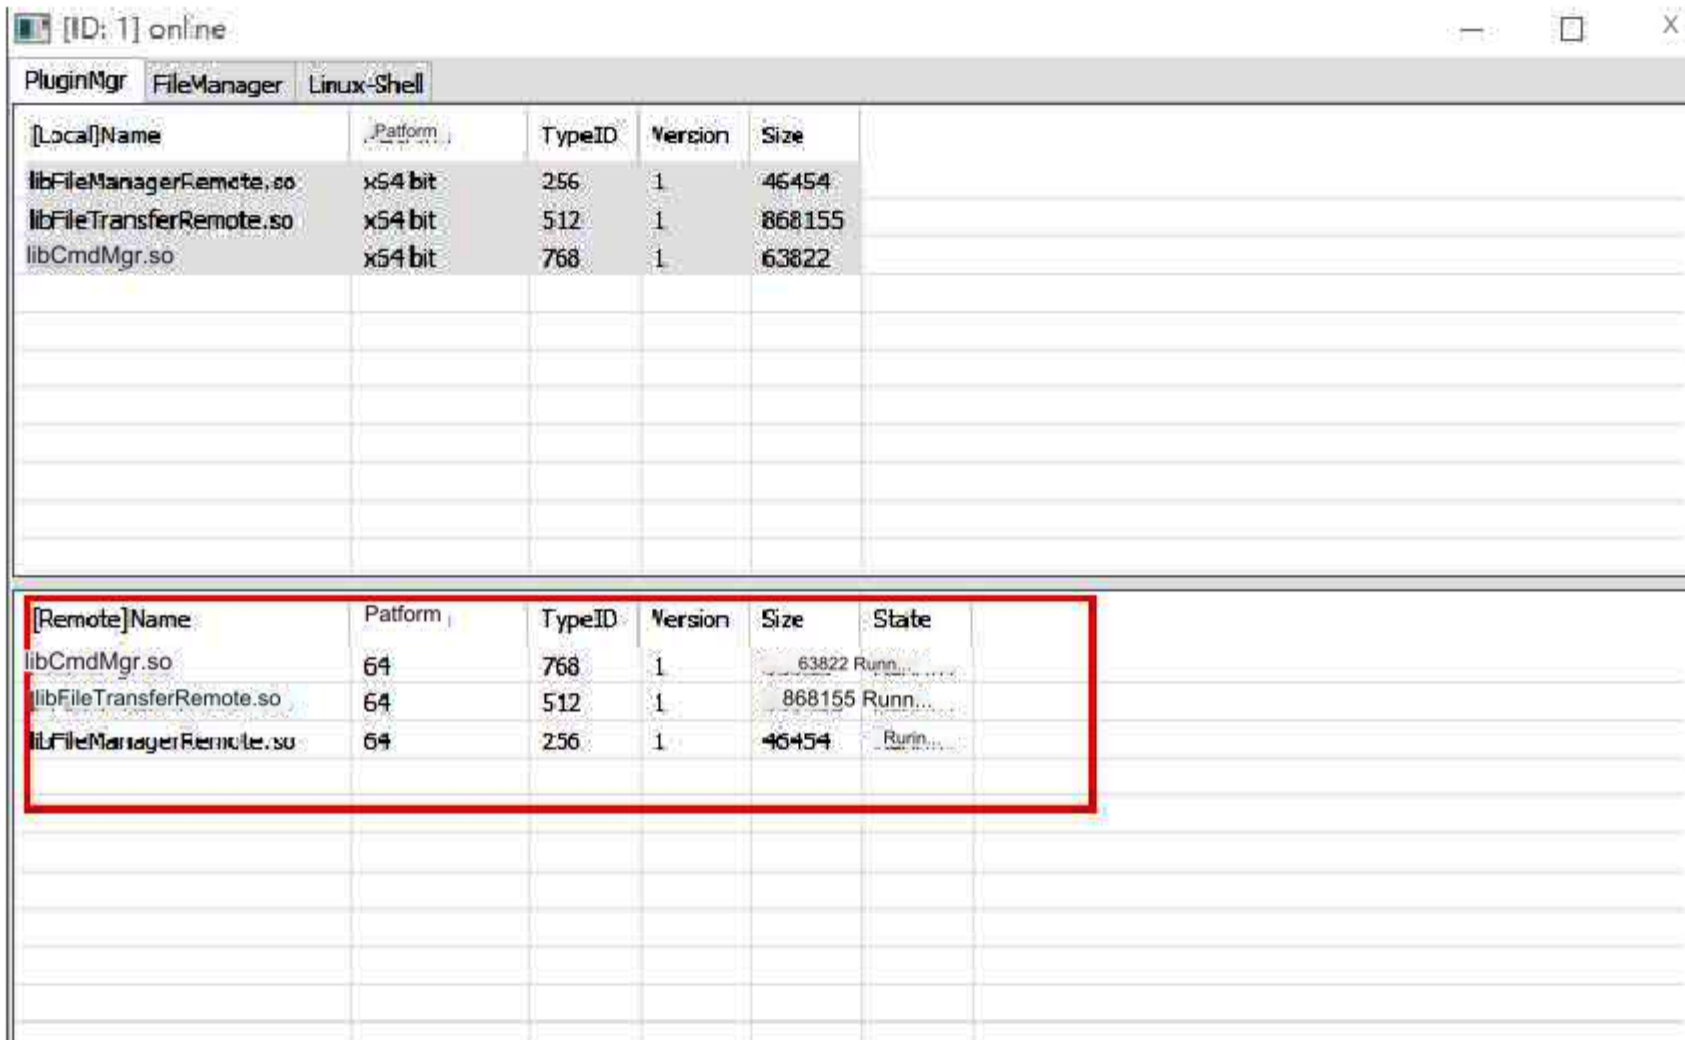 [ID: 1] online
PluginMgr FileManager Linux-Shell
[Local]Name Patform TypeID Version Size
libFileManagerRemote.so x64 bit 256 1 46454
libFileTransferRemote.so x64 bit 512 1 868155
libCmdMgr.so x64 bit 768 1 63822
[Remote]Name Patform TypeID Version Size State
libCmdMgr.so 64 768 1 63822 Runn...
libFileTransferRemote.so 64 512 1 868155 Runn...
libFileManagerRemote.so 64 256 1 46454 Runn...